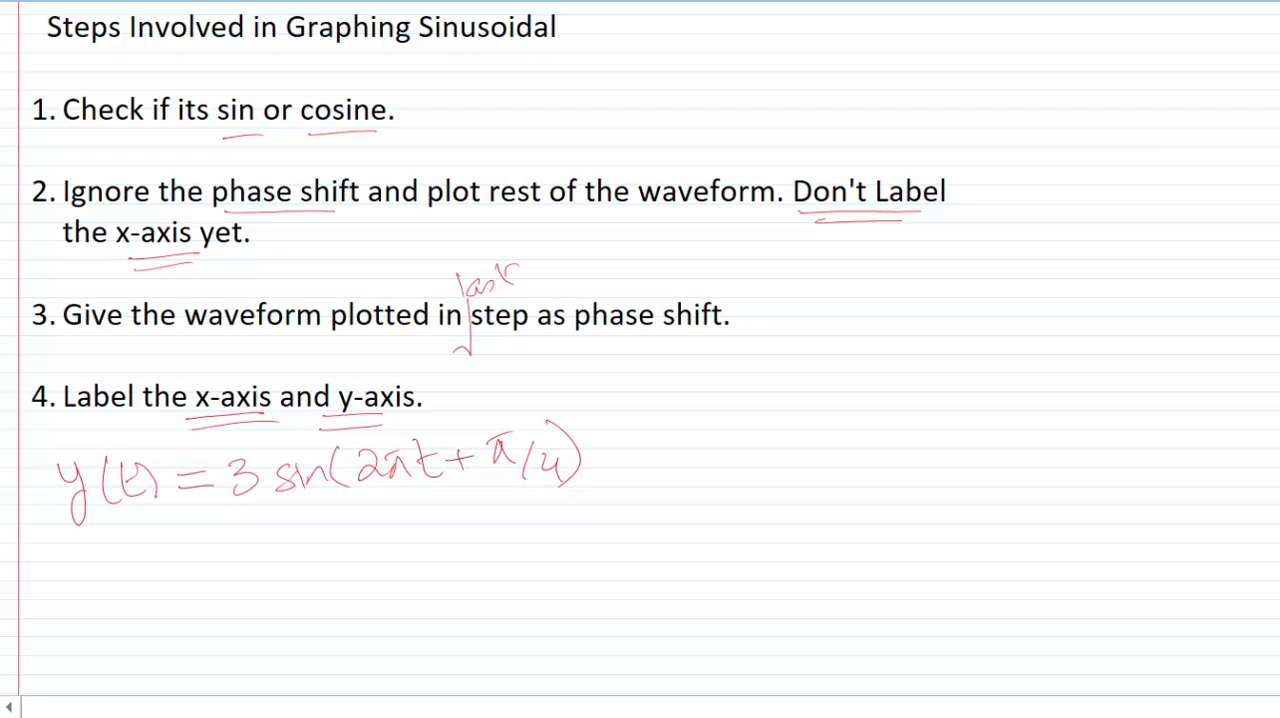 Steps Involved in Graphing Sinusoidal
1. Check if its sin or cosine.
2. Ignore the phase shift and plot rest of the waveform. Don't Label
the x-axis yet.
last
3. Give the waveform plotted in step as phase shift.
4. Label the x-axis and y-axis.
y(t) = 3 sin(2πt + π/4)